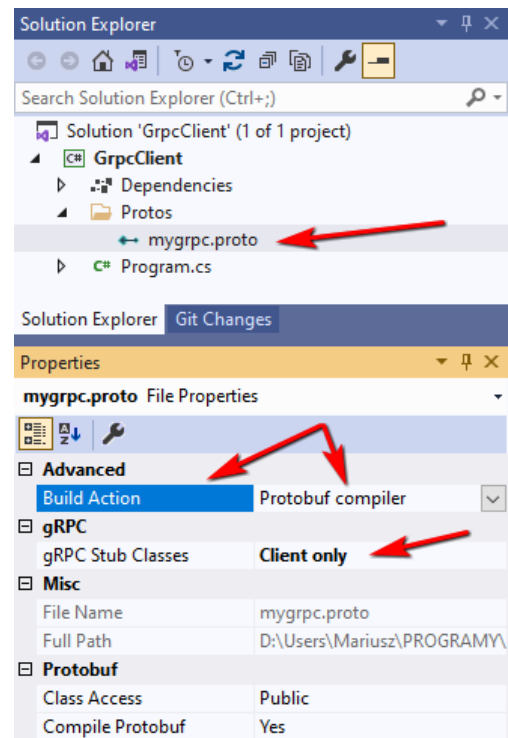 Solution Explorer
Search Solution Explorer (Ctrl+;)
Solution 'GrpcClient' (1 of 1 project)
C# GrpcClient
Dependencies
Protos
mygrpc.proto
C# Program.cs
Solution Explorer Git Changes
Properties
mygrpc.proto File Properties
Advanced
Build Action Protobuf compiler
gRPC
gRPC Stub Classes Client only
Misc
File Name mygrpc.proto
Full Path D:\Users\Mariusz\PROGRAMY\
Protobuf
Class Access Public
Compile Protobuf Yes